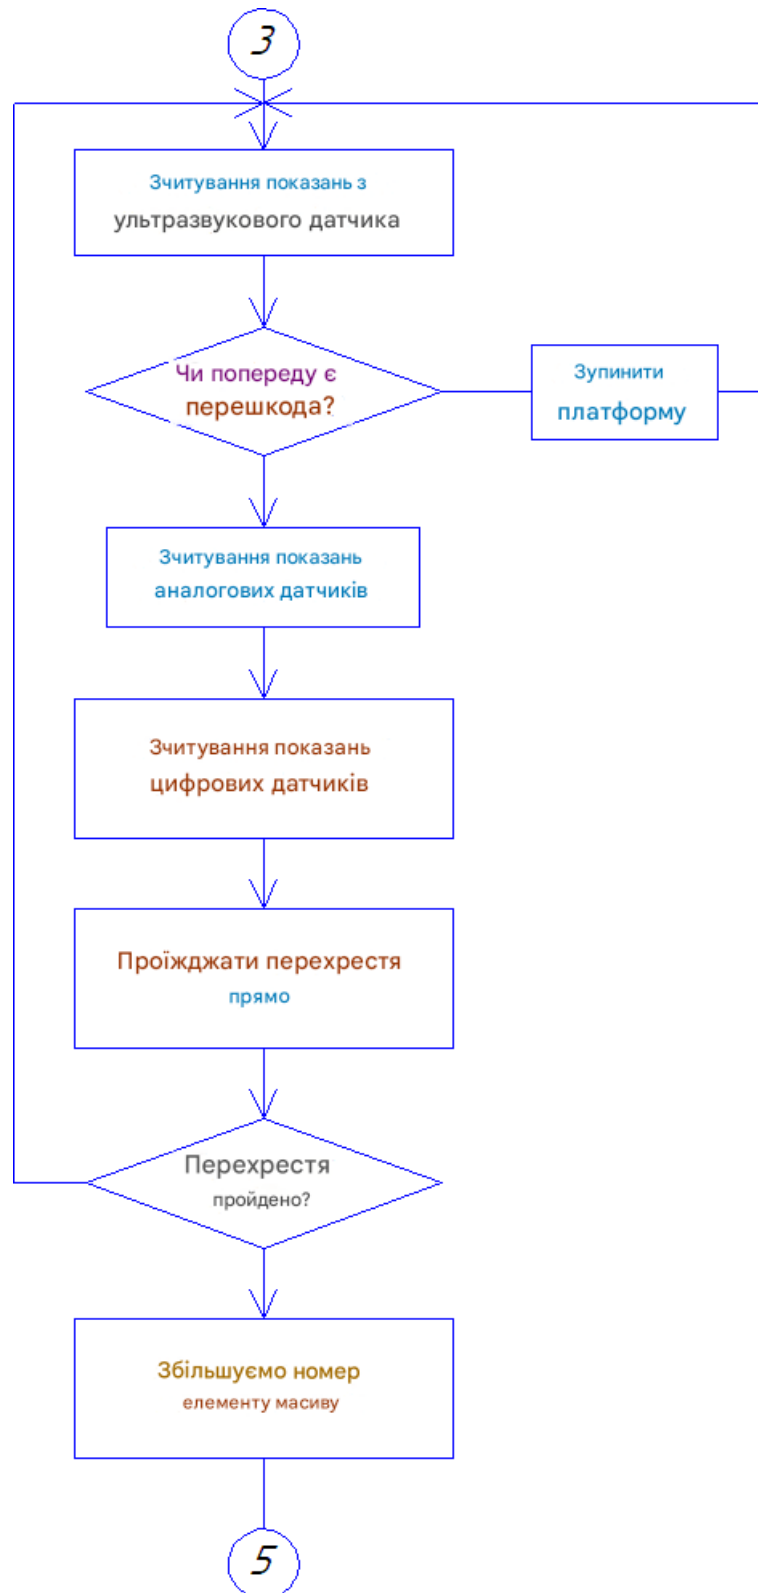 3
Зчитування показань з
ультразвукового датчика
Чи попереду є
перешкода?
Зупинити
платформу
Зчитування показань
аналогових датчиків
Зчитування показань
цифрових датчиків
Проїжджати перехрестя
прямо
Перехрестя
пройдено?
Збільшуємо номер
елементу масиву
5